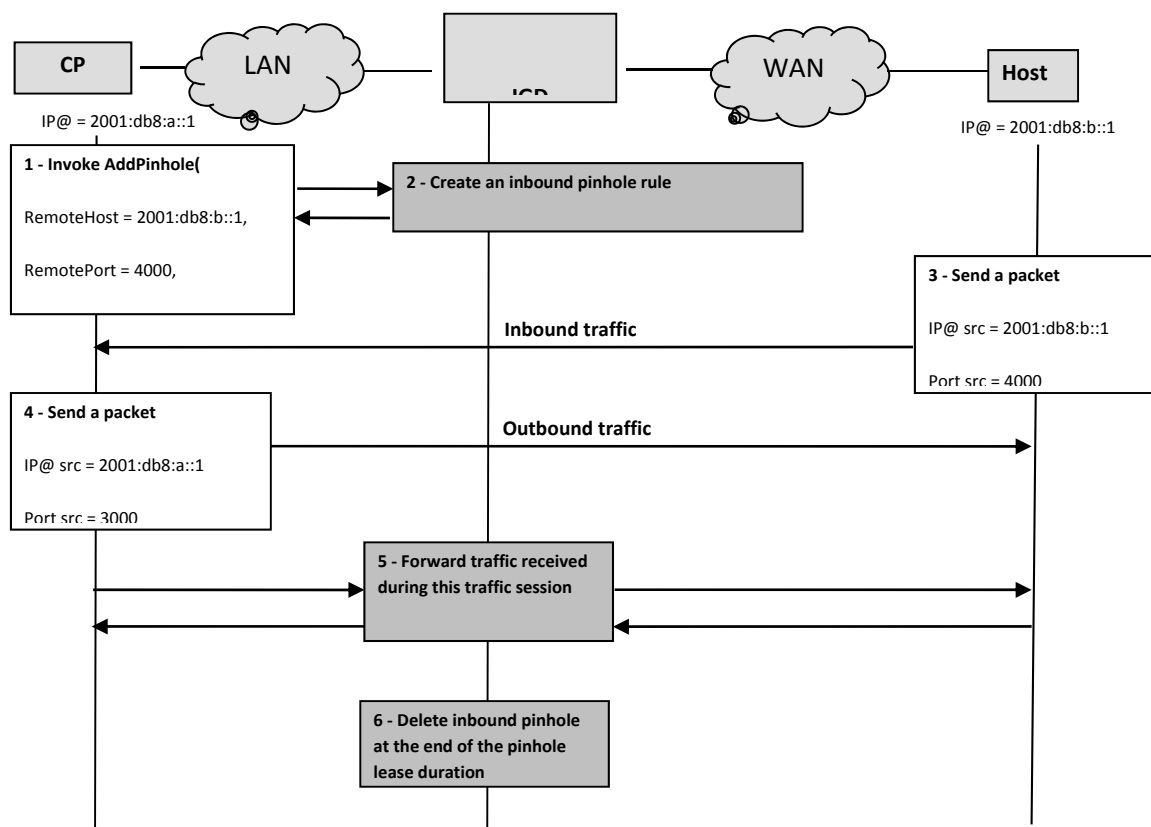 CP
LAN
WAN
Host
IP@ = 2001:db8:a::1
IP@ = 2001:db8:b::1
1 - Invoke AddPinhole(
RemoteHost = 2001:db8:b::1,
RemotePort = 4000,
2 - Create an inbound pinhole rule
3 - Send a packet
IP@ src = 2001:db8:b::1
Port src = 4000
Inbound traffic
4 - Send a packet
IP@ src = 2001:db8:a::1
Port src = 3000
Outbound traffic
5 - Forward traffic received
during this traffic session
6 - Delete inbound pinhole
at the end of the pinhole
lease duration